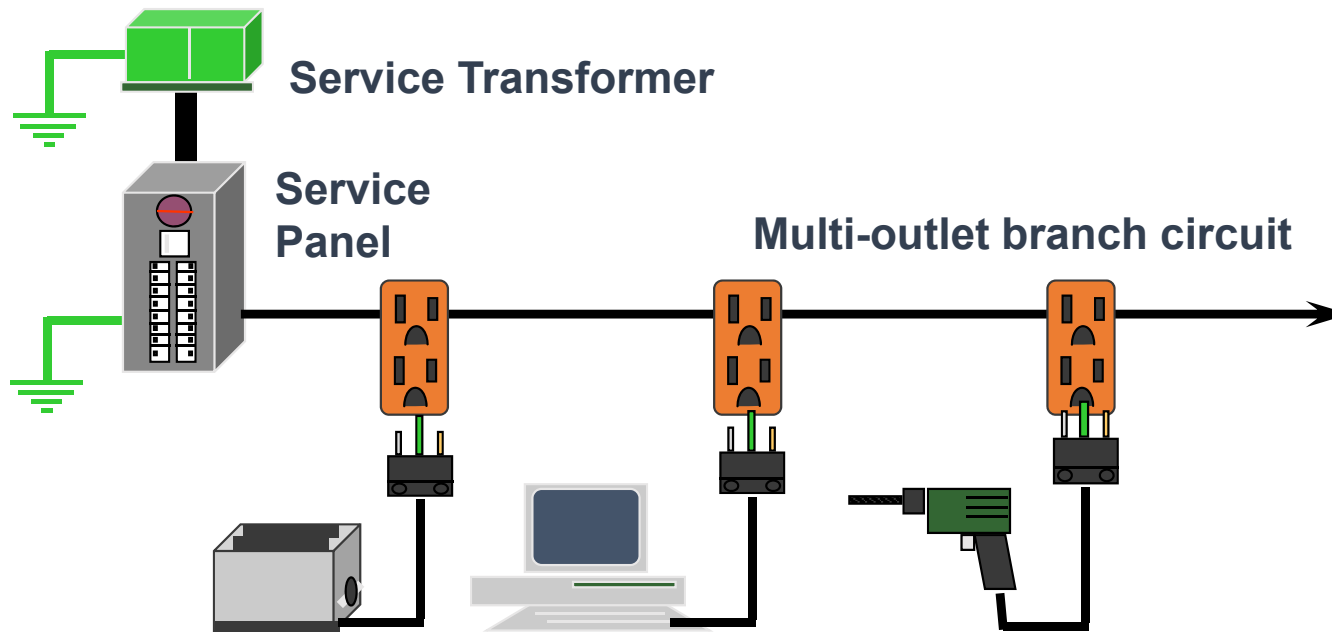 Service Transformer
Service
Panel
Multi-outlet branch circuit